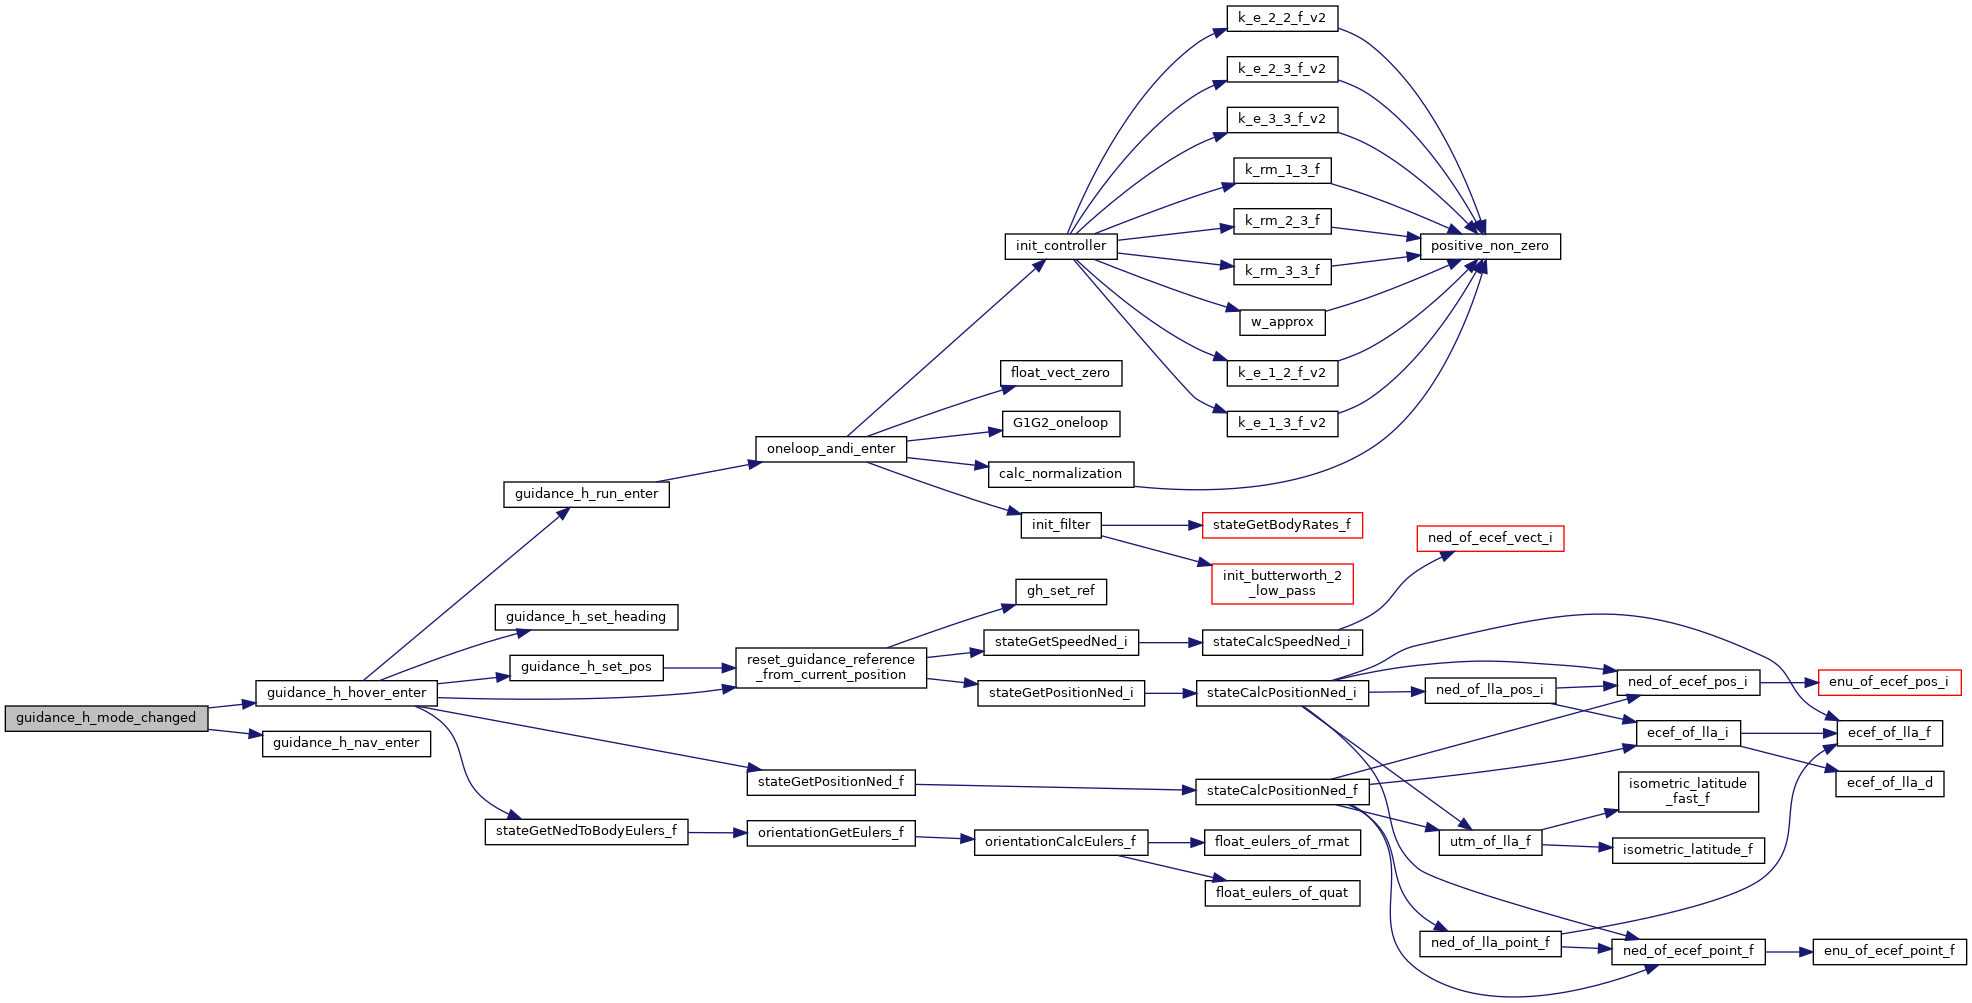 k_e_2_2_f_v2
k_e_2_3_f_v2
k_e_3_3_f_v2
k_rm_1_3_f
k_rm_2_3_f
init_controller
positive_non_zero
k_rm_3_3_f
w_approx
float_vect_zero
k_e_1_2_f_v2
G1G2_oneloop
k_e_1_3_f_v2
oneloop_andi_enter
calc_normalization
guidance_h_run_enter
init_filter
stateGetBodyRates_f
ned_of_ecef_vect_i
init_butterworth_2
_low_pass
gh_set_ref
guidance_h_set_heading
stateGetSpeedNed_i
stateCalcSpeedNed_i
guidance_h_set_pos
reset_guidance_reference
_from_current_position
guidance_h_hover_enter
stateGetPositionNed_i
stateCalcPositionNed_i
ned_of_lla_pos_i
ned_of_ecef_pos_i
enu_of_ecef_pos_i
guidance_h_mode_changed
guidance_h_nav_enter
ecef_of_lla_i
ecef_of_lla_f
stateGetPositionNed_f
stateCalcPositionNed_f
isometric_latitude
_fast_f
ecef_of_lla_d
stateGetNedToBodyEulers_f
orientationGetEulers_f
orientationCalcEulers_f
float_eulers_of_rmat
utm_of_lla_f
isometric_latitude_f
float_eulers_of_quat
ned_of_lla_point_f
ned_of_ecef_point_f
enu_of_ecef_point_f